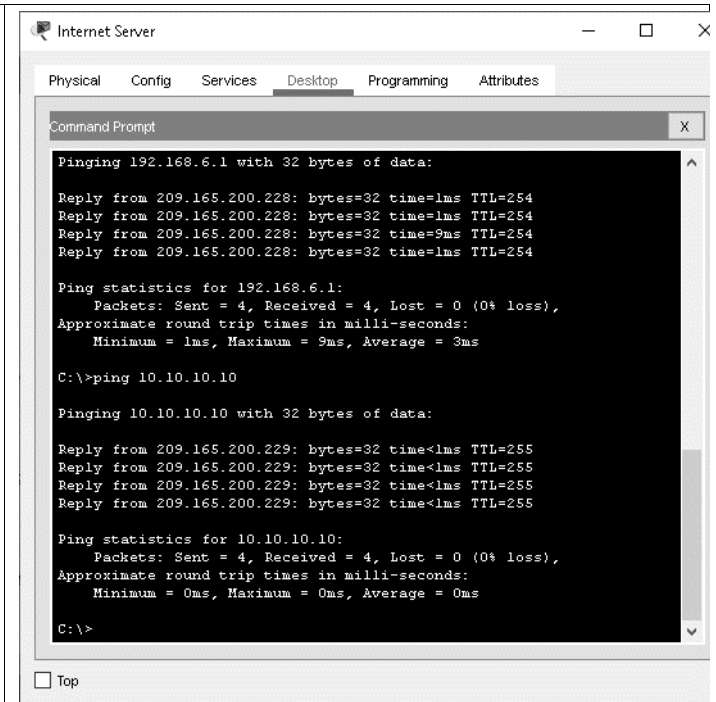 Internet Server
Physical Config Services Desktop Programming Attributes
Command Prompt X
Pinging 192.168.6.1 with 32 bytes of data:
Reply from 209.165.200.228: bytes=32 time=1ms TTL=254
Reply from 209.165.200.228: bytes=32 time=1ms TTL=254
Reply from 209.165.200.228: bytes=32 time=9ms TTL=254
Reply from 209.165.200.228: bytes=32 time=1ms TTL=254
Ping statistics for 192.168.6.1:
Packets: Sent = 4, Received = 4, Lost = 0 (0% loss),
Approximate round trip times in milli-seconds:
Minimum = 1ms, Maximum = 9ms, Average = 3ms
C:\>ping 10.10.10.10
Pinging 10.10.10.10 with 32 bytes of data:
Reply from 209.165.200.229: bytes=32 time<1ms TTL=255
Reply from 209.165.200.229: bytes=32 time<1ms TTL=255
Reply from 209.165.200.229: bytes=32 time<1ms TTL=255
Reply from 209.165.200.229: bytes=32 time<1ms TTL=255
Ping statistics for 10.10.10.10:
Packets: Sent = 4, Received = 4, Lost = 0 (0% loss),
Approximate round trip times in milli-seconds:
Minimum = 0ms, Maximum = 0ms, Average = 0ms
C:\>
Top